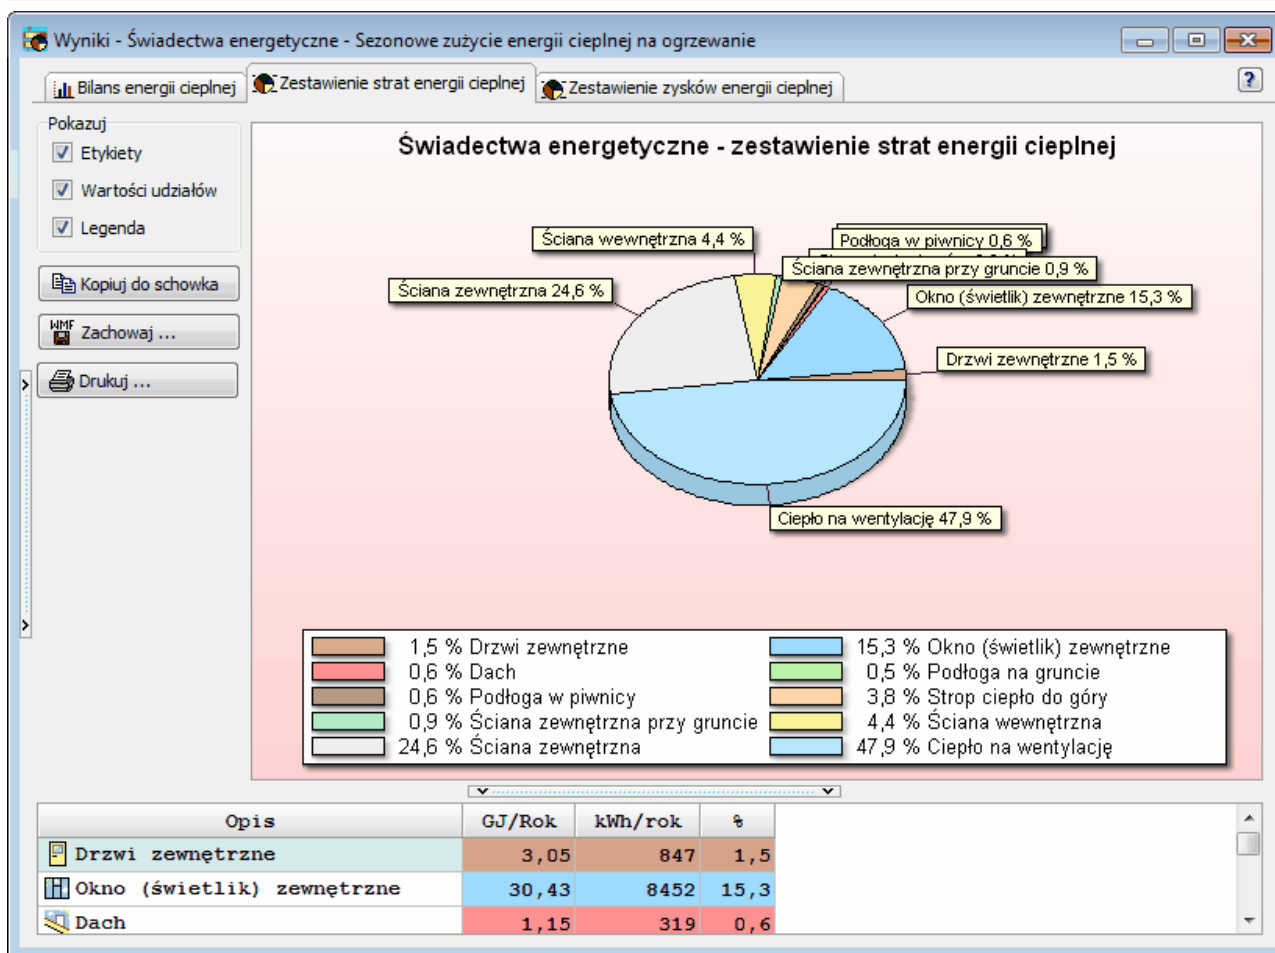 Wyniki - Świadectwa energetyczne - Sezonowe zużycie energii cieplnej na ogrzewanie
Bilans energii cieplnej
Zestawienie strat energii cieplnej
Zestawienie zysków energii cieplnej
?
Pokazuj
Etykiety
Wartości udziałów
Legenda
Kopiuj do schowka
WMF
Zachowaj ...
Drukuj ...
Świadectwa energetyczne - zestawienie strat energii cieplnej
Ściana wewnętrzna 4,4 %
Podłoga w piwnicy 0,6 %
Ściana zewnętrzna przy gruncie 0,9 %
Ściana zewnętrzna 24,6 %
Okno (świetlik) zewnętrzne 15,3 %
Drzwi zewnętrzne 1,5 %
Ciepło na wentylację 47,9 %
1,5 % Drzwi zewnętrzne
15,3 % Okno (świetlik) zewnętrzne
0,6 % Dach
0,5 % Podłoga na gruncie
0,6 % Podłoga w piwnicy
3,8 % Strop ciepło do góry
0,9 % Ściana zewnętrzna przy gruncie
4,4 % Ściana wewnętrzna
24,6 % Ściana zewnętrzna
47,9 % Ciepło na wentylację
Opis GJ/Rok kWh/rok %
Drzwi zewnętrzne 3,05 847 1,5
Okno (świetlik) zewnętrzne 30,43 8452 15,3
Dach 1,15 319 0,6